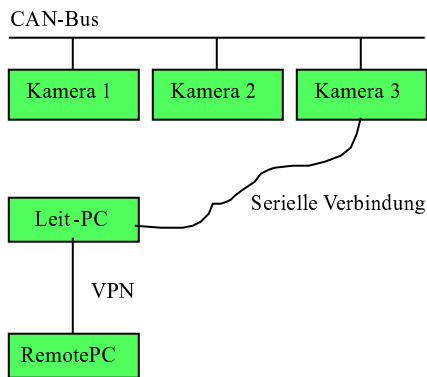 CAN-Bus
Kamera 1
Kamera 2
Kamera 3
Serielle Verbindung
Leit-PC
VPN
RemotePC